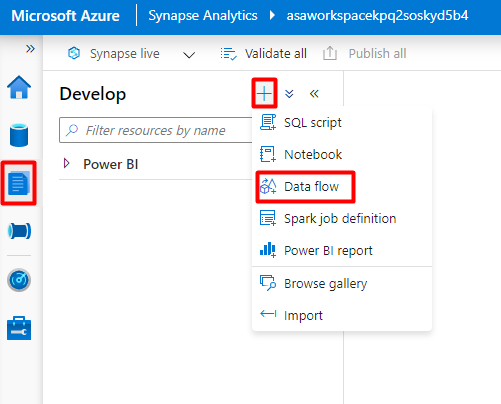 Microsoft Azure Synapse Analytics asaworkspacekpq2soskyd5b4
Synapse live Validate all Publish all
Develop
Filter resources by name
Power BI
SQL script
Notebook
Data flow
Spark job definition
Power BI report
Browse gallery
Import